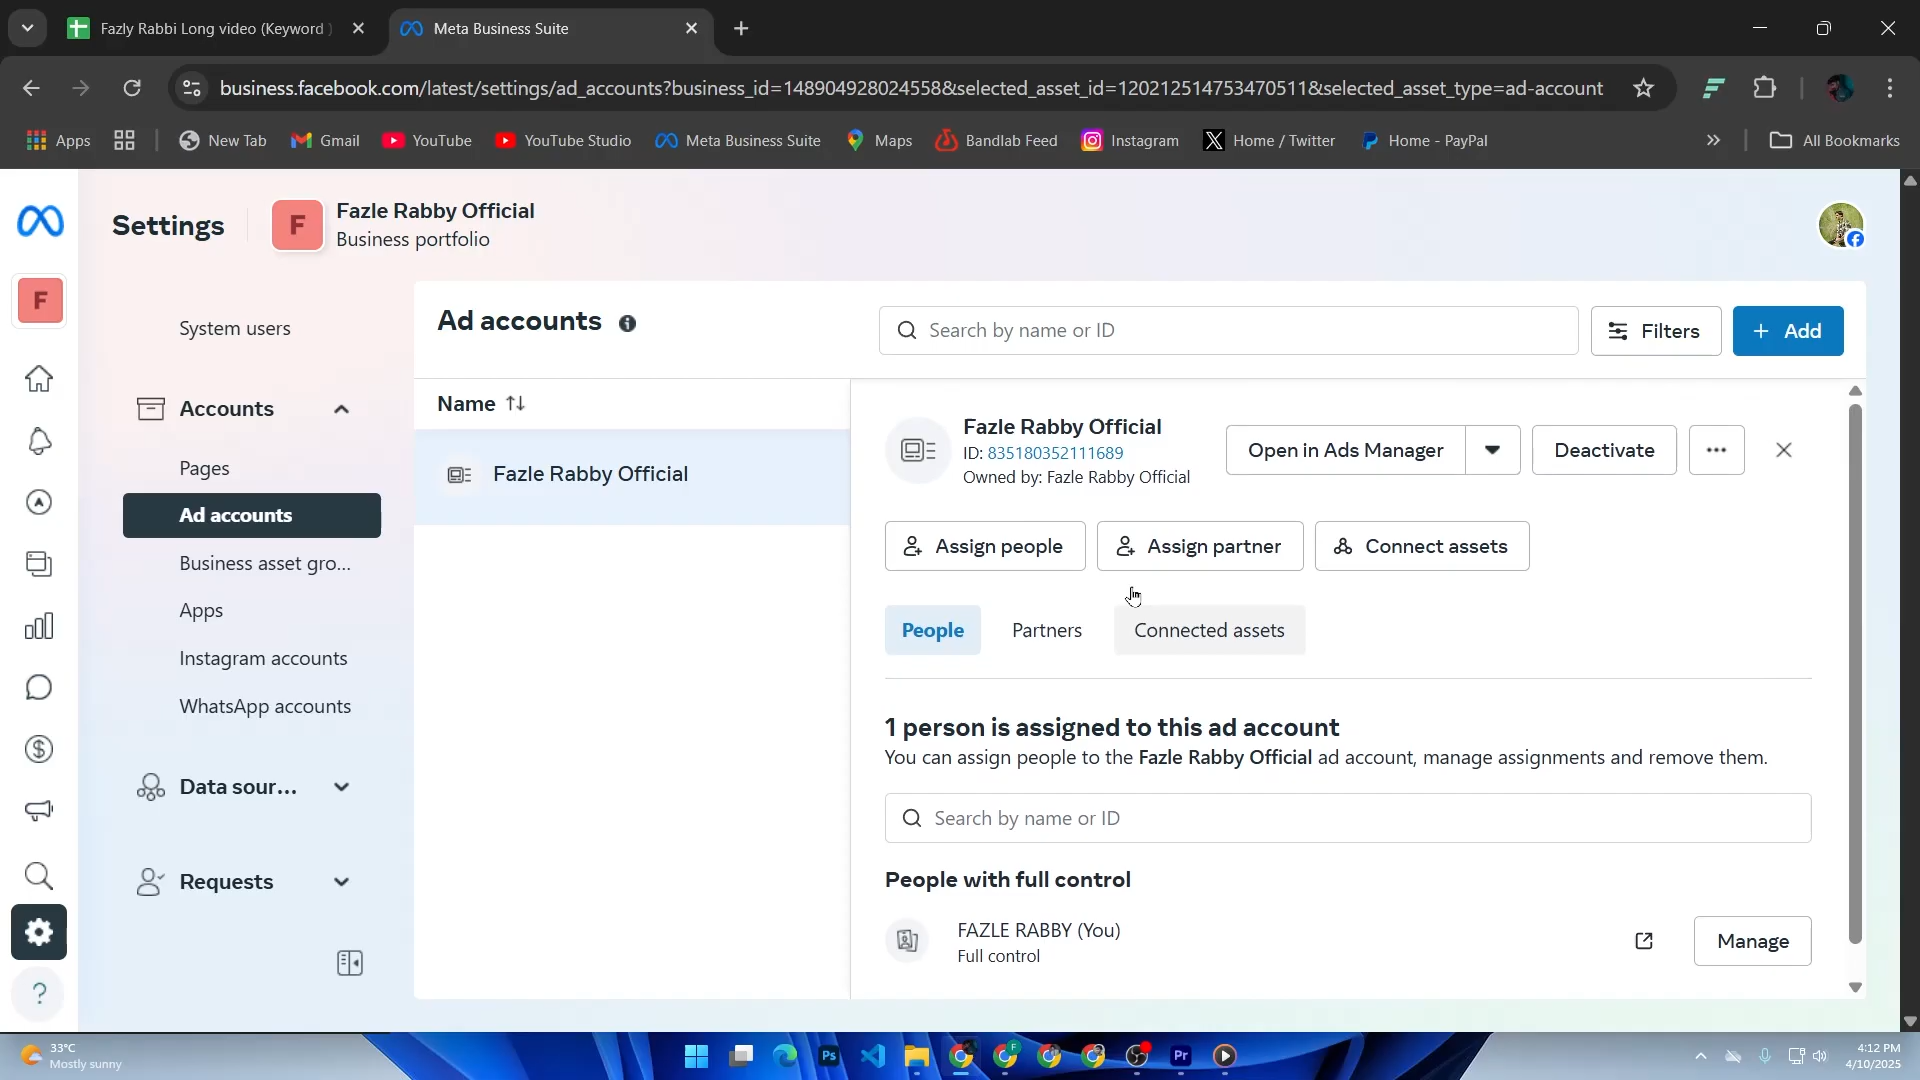 Fazly Rabbi Long video (Keyword )
Meta Business Suite
business.facebook.com/latest/settings/ad_accounts?business_id=1489049280245588&selected_asset_id=120212514753470511&selected_asset_type=ad-account
Apps
New Tab
Gmail
YouTube
YouTube Studio
Meta Business Suite
Maps
Bandlab Feed
Instagram
Home / Twitter
Home - PayPal
All Bookmarks
Settings
F
Fazle Rabby Official
Business portfolio
F
System users
Accounts
Pages
Ad accounts
Business asset gro...
Apps
Instagram accounts
WhatsApp accounts
Data sour...
Requests
Ad accounts
Search by name or ID
Filters
+ Add
Name
Fazle Rabby Official
Fazle Rabby Official
ID: 835180352111689
Owned by: Fazle Rabby Official
Open in Ads Manager
Deactivate
Assign people
Assign partner
Connect assets
People
Partners
Connected assets
1 person is assigned to this ad account
You can assign people to the Fazle Rabby Official ad account, manage assignments and remove them.
Search by name or ID
People with full control
FAZLE RABBY (You)
Full control
Manage
33°C
Mostly sunny
Ps
Pr
4:12 PM
4/10/2025